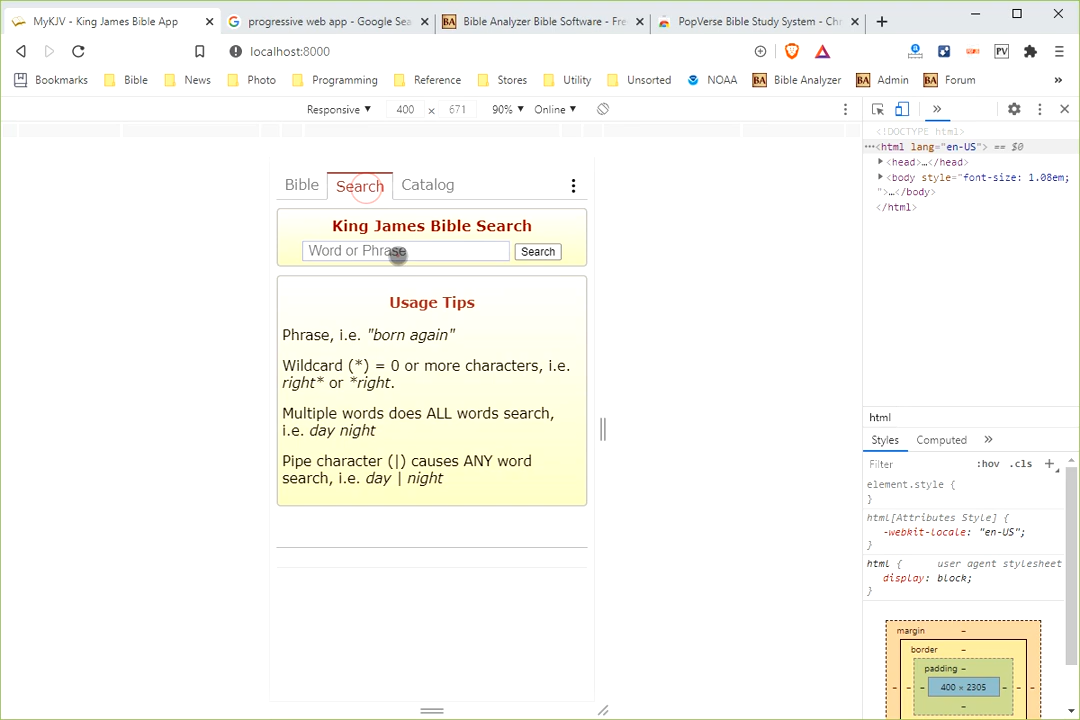 MyKJV - King James Bible App
progressive web app - Google Sea
BA Bible Analyzer Bible Software - Fre
PopVerse Bible Study System - Chr
localhost:8000
PV
Bookmarks Bible News Photo Programming Reference Stores Utility Unsorted NOAA BA Bible Analyzer BA Admin BA Forum »
Responsive ▼ 400 × 671 90% ▼ Online ▼
»
<!DOCTYPE html>
<html lang="en-US"> == $0
<head>…</head>
<body style="font-size: 1.08em;
">…</body>
</html>
Bible Search Catalog
King James Bible Search
Word or Phrase Search
Usage Tips
Phrase, i.e. "born again"
Wildcard (*) = 0 or more characters, i.e.
right* or *right.
Multiple words does ALL words search,
i.e. day night
Pipe character (|) causes ANY word
search, i.e. day | night
html
Styles Computed »
Filter :hov .cls +
element.style {
}
html[Attributes Style] {
-webkit-locale: "en-US";
}
html { user agent stylesheet
display: block;
}
margin –
border –
padding –
– – – 400 × 2305 – – –
–